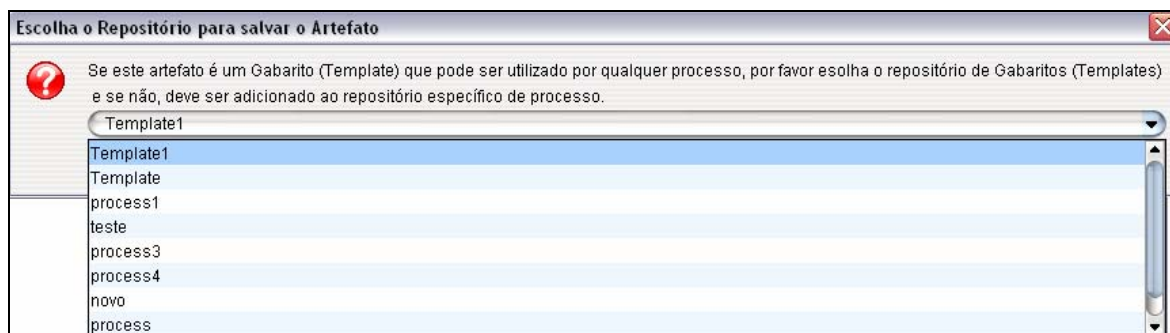 Escolha o Repositório para salvar o Artefato
Se este artefato é um Gabarito (Template) que pode ser utilizado por qualquer processo, por favor esolha o repositório de Gabaritos (Templates)
e se não, deve ser adicionado ao repositório específico de processo.
Template1
Template1
Template
process1
teste
process3
process4
novo
process